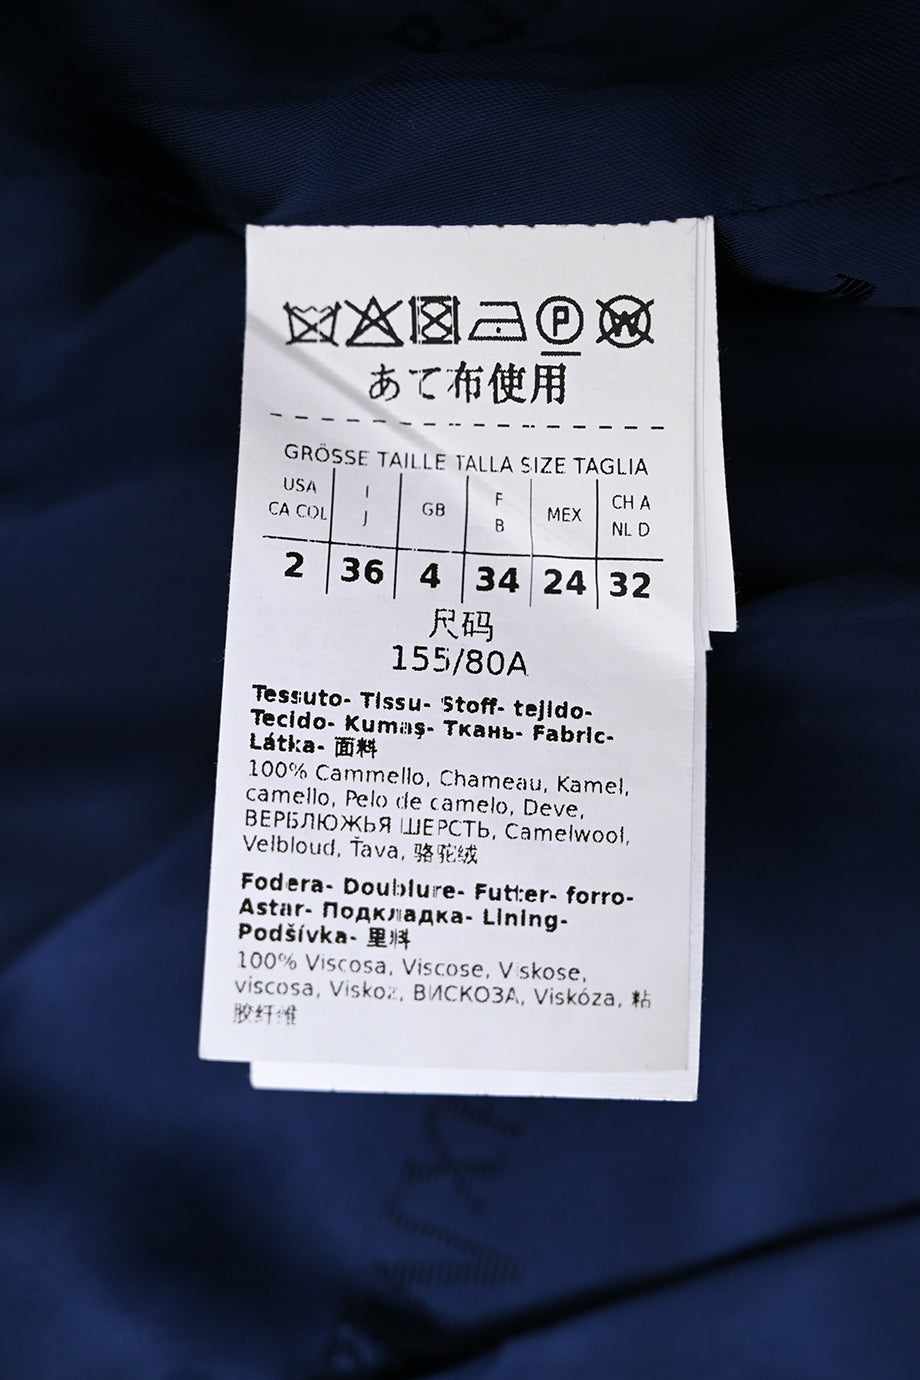 P W
あて布使用
GRÖSSE TAILLE TALLA SIZE TAGLIA
USA CA COL I J GB F B MEX CH A NL D
2 36 4 34 24 32
尺码
155/80A
Tessuto- Tissu- Stoff- tejido-
Tecido- Kumaş- Ткань- Fabric-
Látka- 面料
100% Cammello, Chameau, Kamel,
camello, Pelo de camelo, Deve,
ВЕРБЛЮЖЬЯ ШЕРСТЬ, Camelwool,
Velbloud, Ťava, 骆驼绒
Fodera- Doublure- Futter- forro-
Astar- Подкладка- Lining-
Podšívka- 里料
100% Viscosa, Viscose, Viskose,
viscosa, Viskoz, ВИСКОЗА, Viskóza, 粘
胶纤维